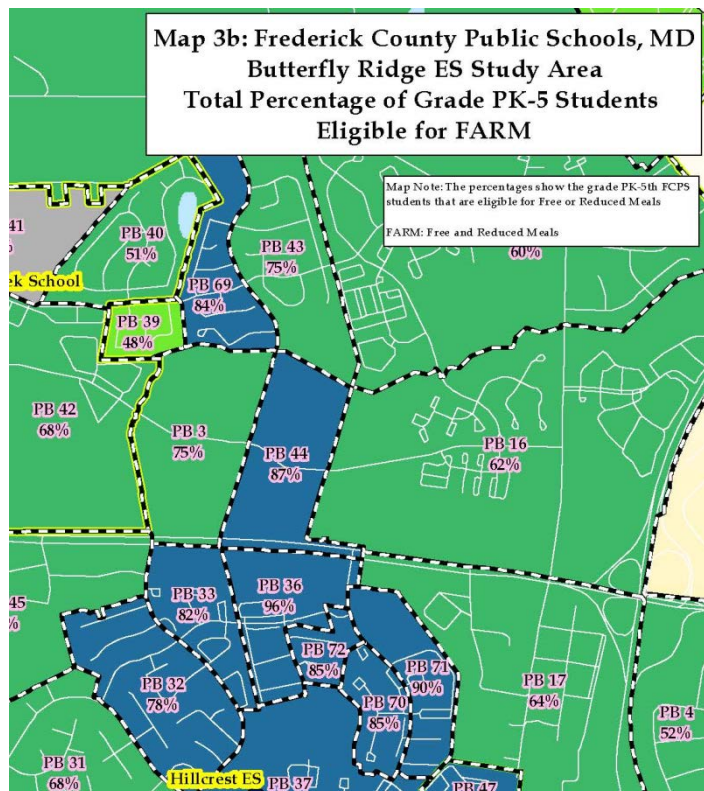 Map 3b: Frederick County Public Schools, MD
Butterfly Ridge ES Study Area
Total Percentage of Grade PK-5 Students
Eligible for FARM
Map Note: The percentages show the grade PK-5th FCPS
students that are eligible for Free or Reduced Meals
FARM: Free and Reduced Meals
41
%
PB 40
51%
PB 43
75%
60%
ek School
PB 69
84%
PB 39
48%
PB 42
68%
PB 3
75%
PB 44
87%
PB 16
62%
45
%
PB 33
82%
PB 36
96%
PB 72
85%
PB 71
90%
PB 32
78%
PB 70
85%
PB 17
64%
PB 4
52%
PB 31
68%
Hillcrest ES
PB 37
PB 47